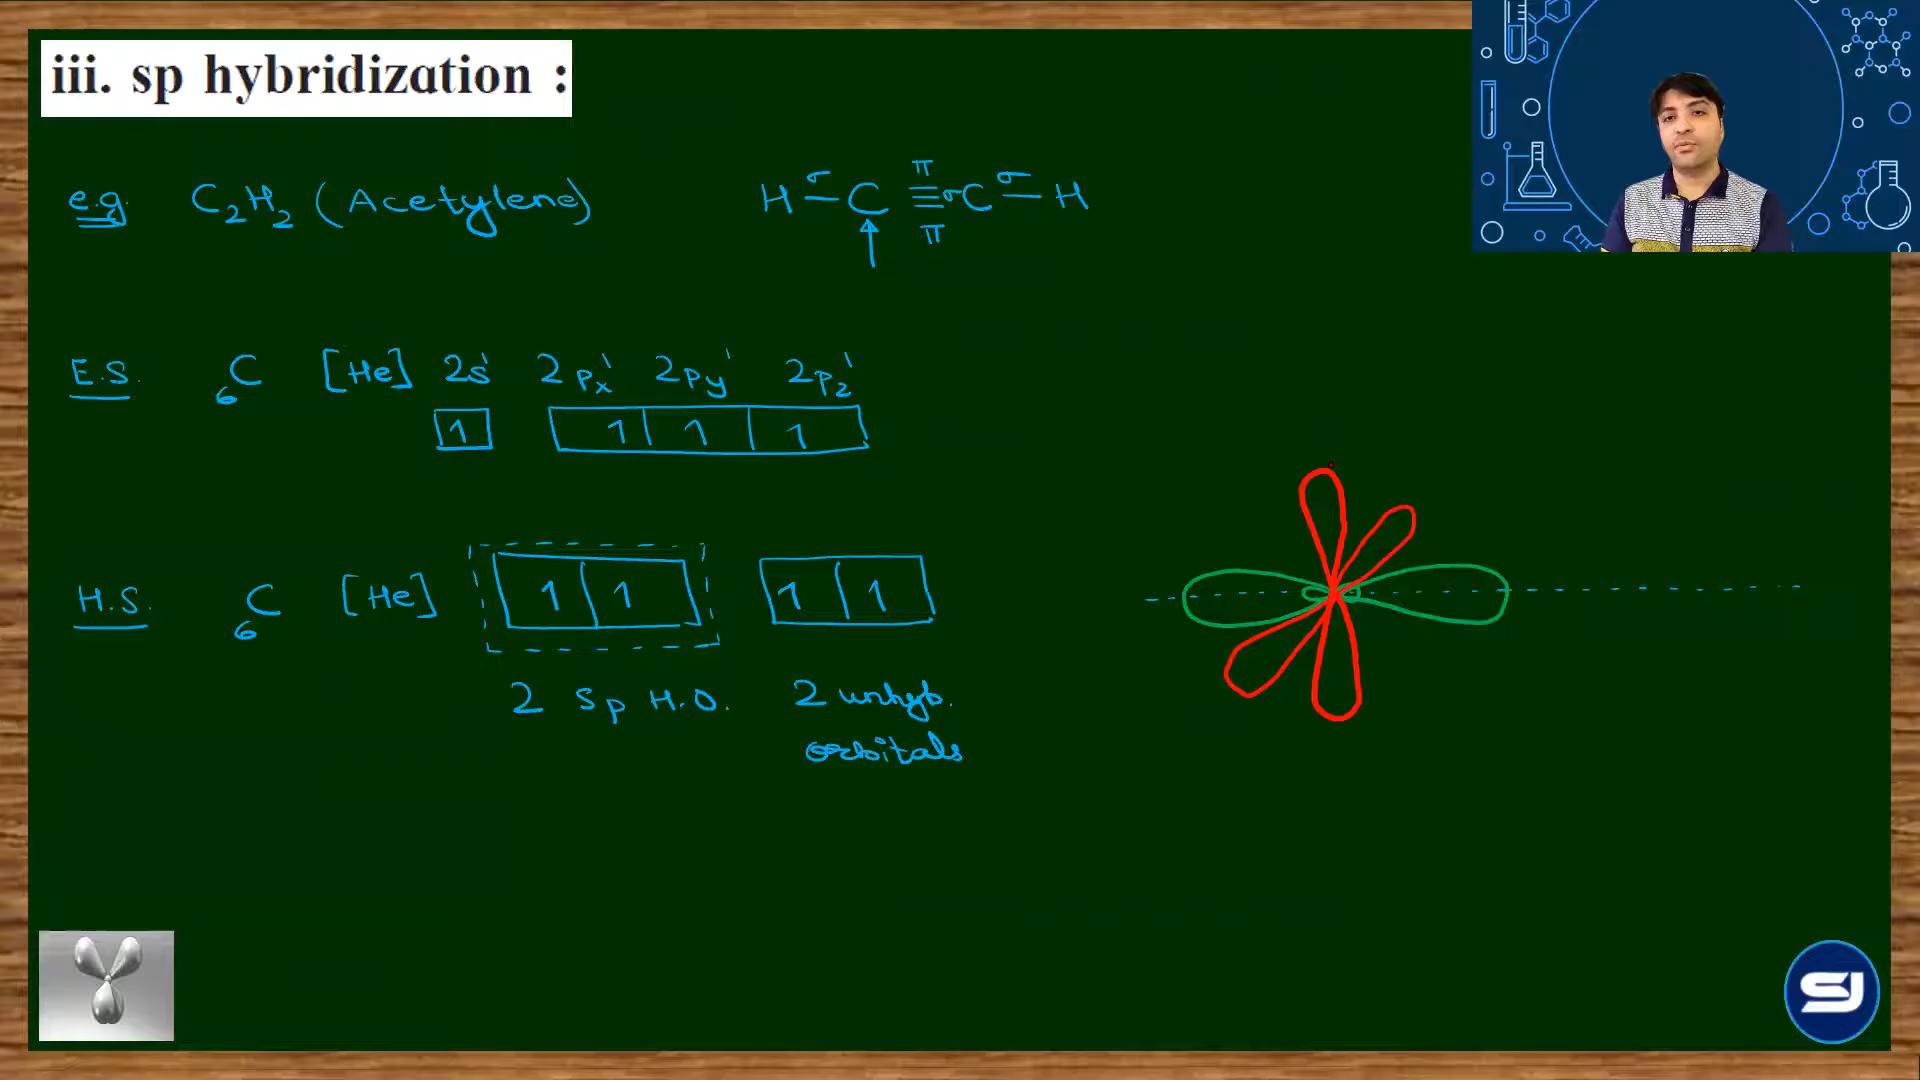 iii. sp hybridization :
e.g. C₂H₂ (Acetylene)
H σ— C π≡π σ C σ— H
E.S. ₆C [He] 2s¹ 2px¹ 2py¹ 2pz¹
1 1 1 1
H.S. ₆C [He] 1 1 1 1
2 sp H.O. 2 unhyb.
orbitals
SJ